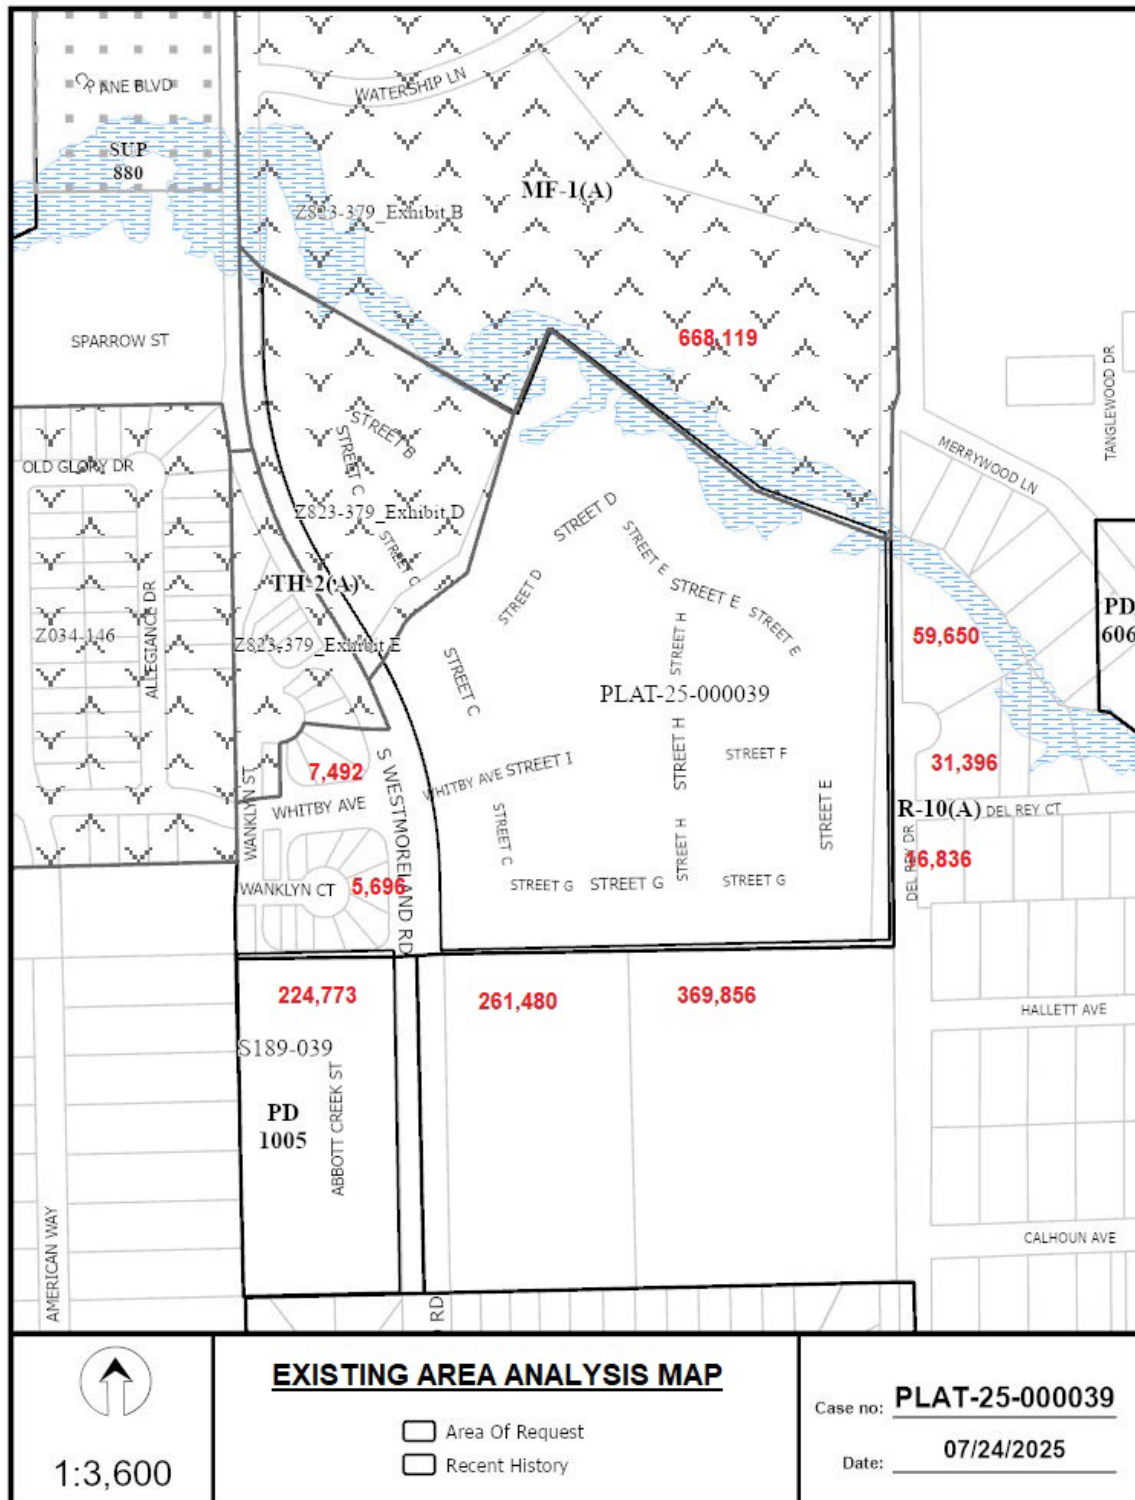 WATERSHIP LN
CRANE BLVD
SUP
880
MF-1(A)
Z823-379_Exhibit B
SPARROW ST
668,119
TANGLEWOOD DR
MERRYWOOD LN
STREET B
STREET C
OLD GLORY DR
Z823-379_Exhibit D
STREET D
STREET C
STREET E
TH-2(A)
STREET D
STREET E
STREET E
PD
606
ALLEGIANCE DR
Z034-146
Z823-379_Exhibit E
STREET H
59,650
STREET C
PLAT-25-000039
S WESTMORELAND RD
STREET H
STREET F
7,492
WHITBY AVE
STREET I
31,396
WANKLYN ST
WHITBY AVE
STREET C
STREET E
R-10(A)
DEL REY CT
STREET H
DEL REY DR
16,836
WANKLYN CT
5,696
STREET G
STREET G
STREET G
224,773
261,480
369,856
HALLETT AVE
S189-039
PD
1005
ABBOTT CREEK ST
AMERICAN WAY
CALHOUN AVE
RD
1:3,600
EXISTING AREA ANALYSIS MAP
Area Of Request
Recent History
Case no: PLAT-25-000039
Date: 07/24/2025